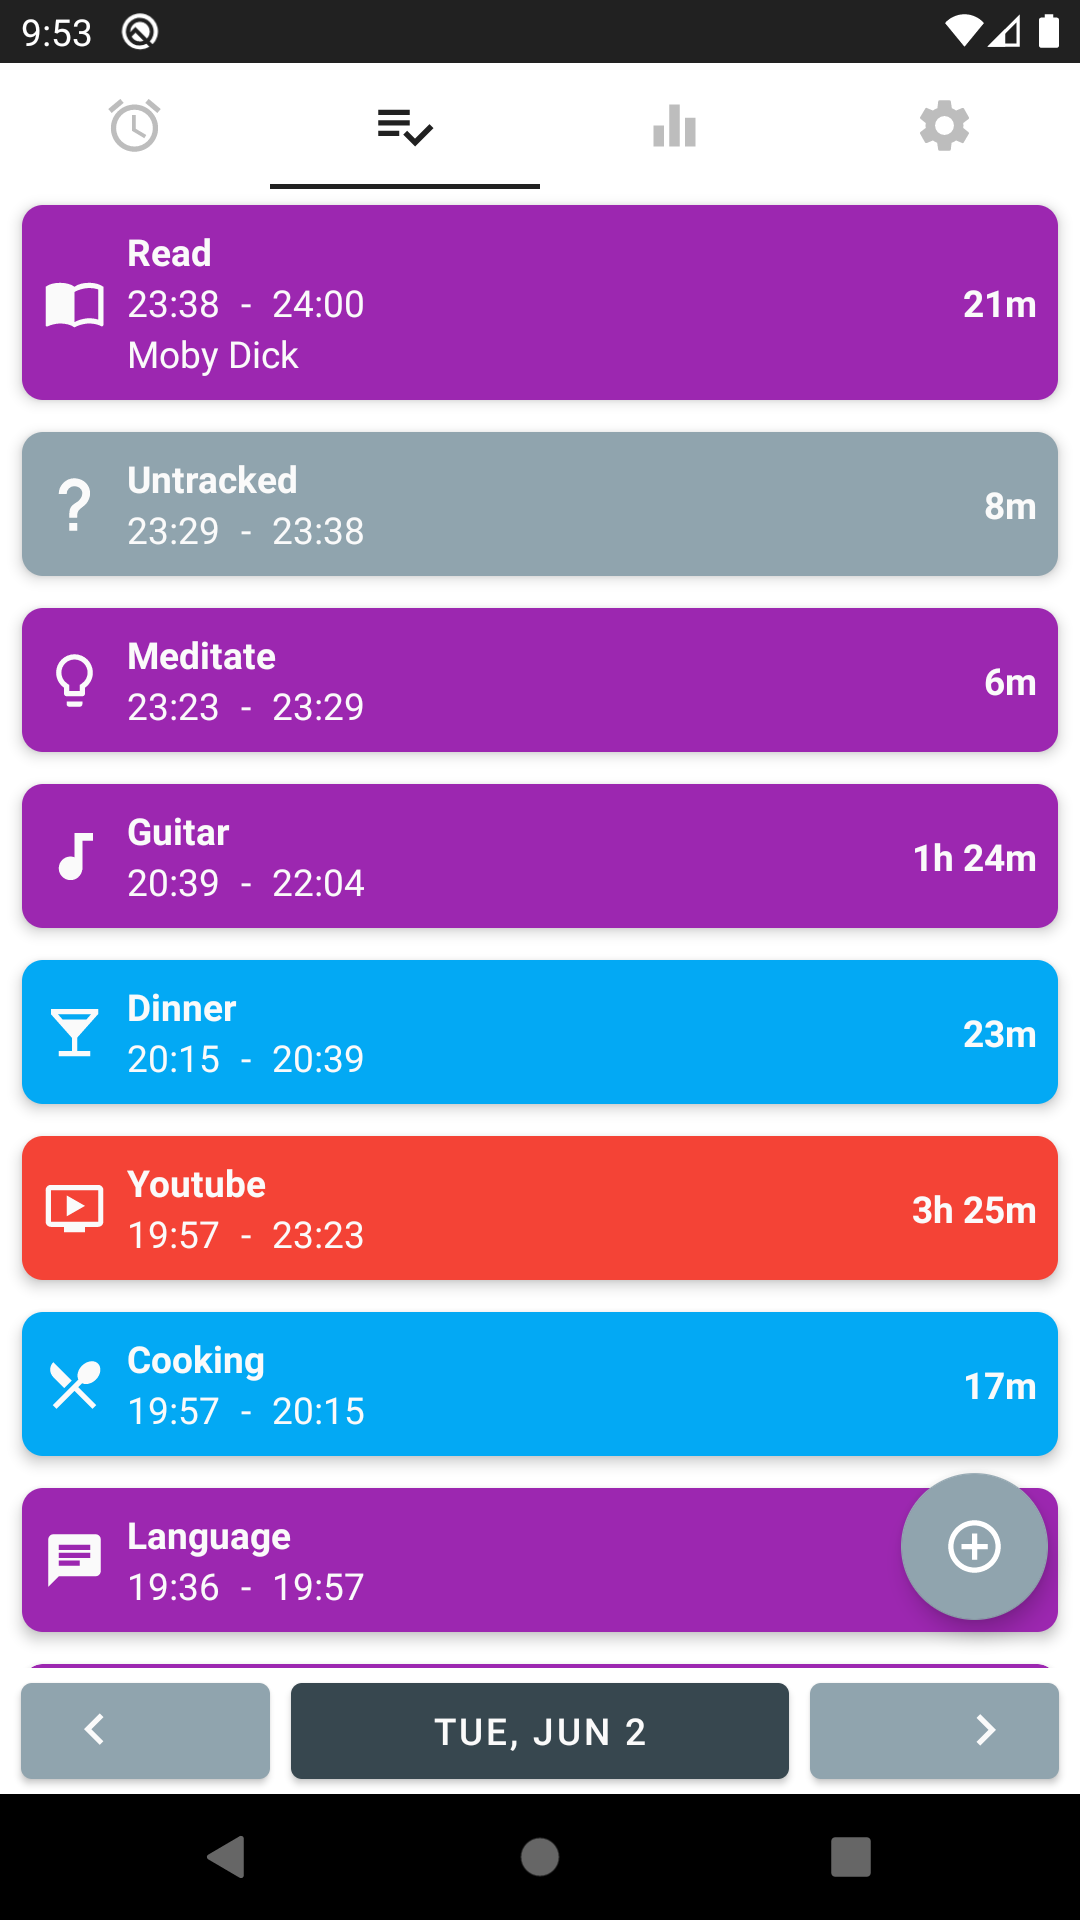 9:53
Read
23:38 - 24:00
Moby Dick
21m
Untracked
23:29 - 23:38
8m
Meditate
23:23 - 23:29
6m
Guitar
20:39 - 22:04
1h 24m
Dinner
20:15 - 20:39
23m
Youtube
19:57 - 23:23
3h 25m
Cooking
19:57 - 20:15
17m
Language
19:36 - 19:57
TUE, JUN 2